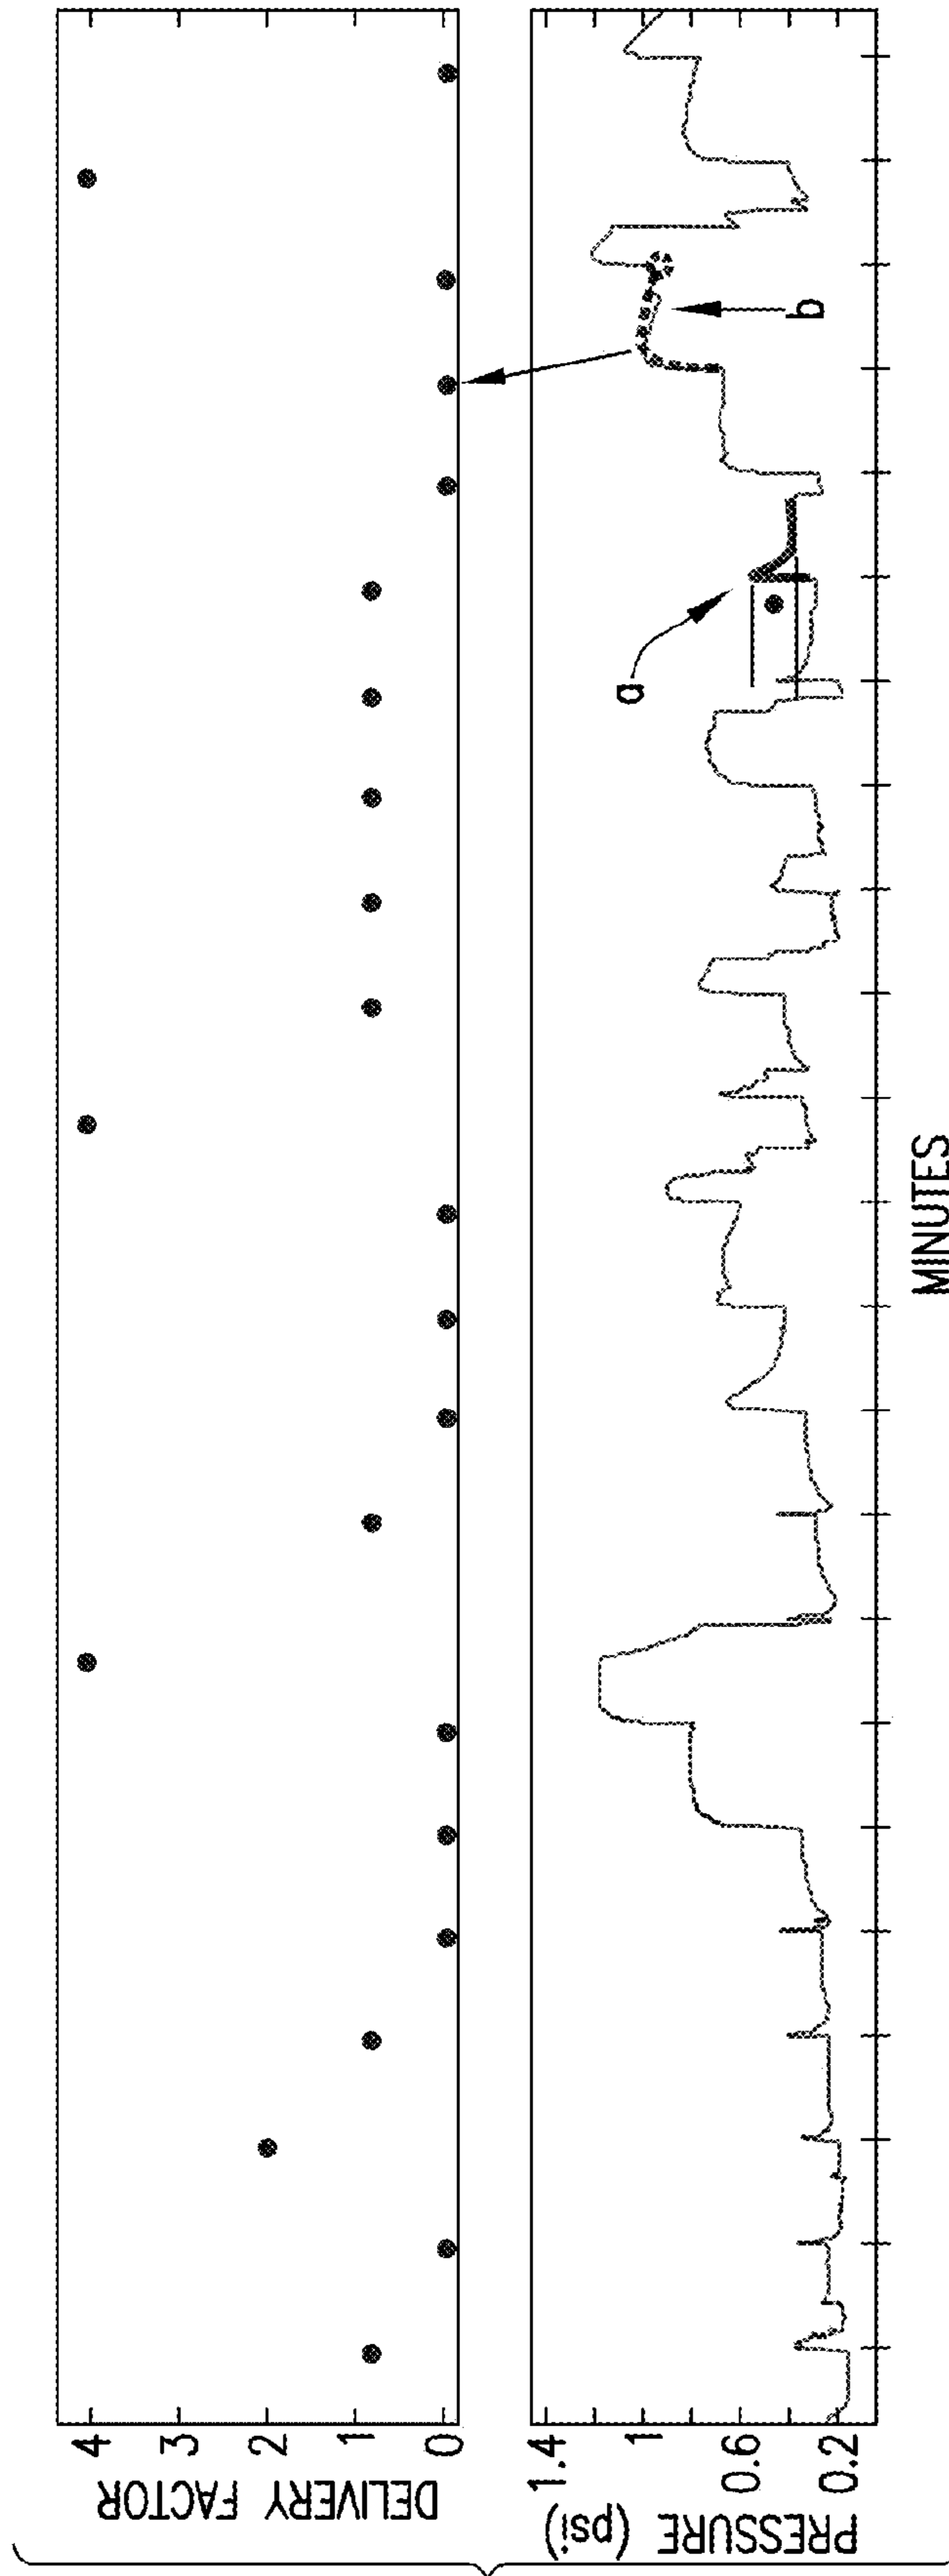 DELIVERY FACTOR
4
3
2
1
0
PRESSURE (psi)
1.4
1
0.6
0.2
a
b
MINUTES